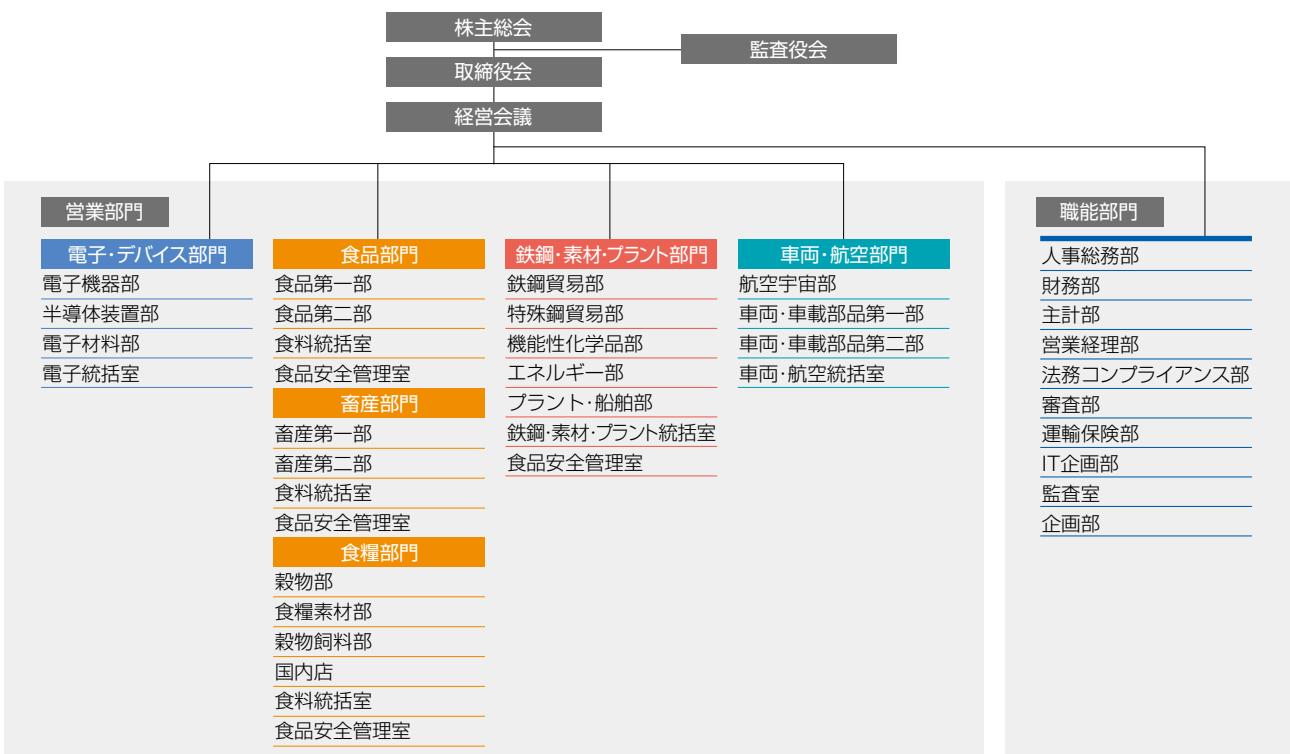 株主総会
監査役会
取締役会
経営会議
営業部門
電子・デバイス部門
電子機器部
半導体装置部
電子材料部
電子統括室
食品部門
食品第一部
食品第二部
食料統括室
食品安全管理室
畜産部門
畜産第一部
畜産第二部
食料統括室
食品安全管理室
食糧部門
穀物部
食糧素材部
穀物飼料部
国内店
食料統括室
食品安全管理室
鉄鋼・素材・プラント部門
鉄鋼貿易部
特殊鋼貿易部
機能性化学品部
エネルギー部
プラント・船舶部
鉄鋼・素材・プラント統括室
食品安全管理室
車両・航空部門
航空宇宙部
車両・車載部品第一部
車両・車載部品第二部
車両・航空統括室
職能部門
人事総務部
財務部
主計部
営業経理部
法務コンプライアンス部
審査部
運輸保険部
IT企画部
監査室
企画部